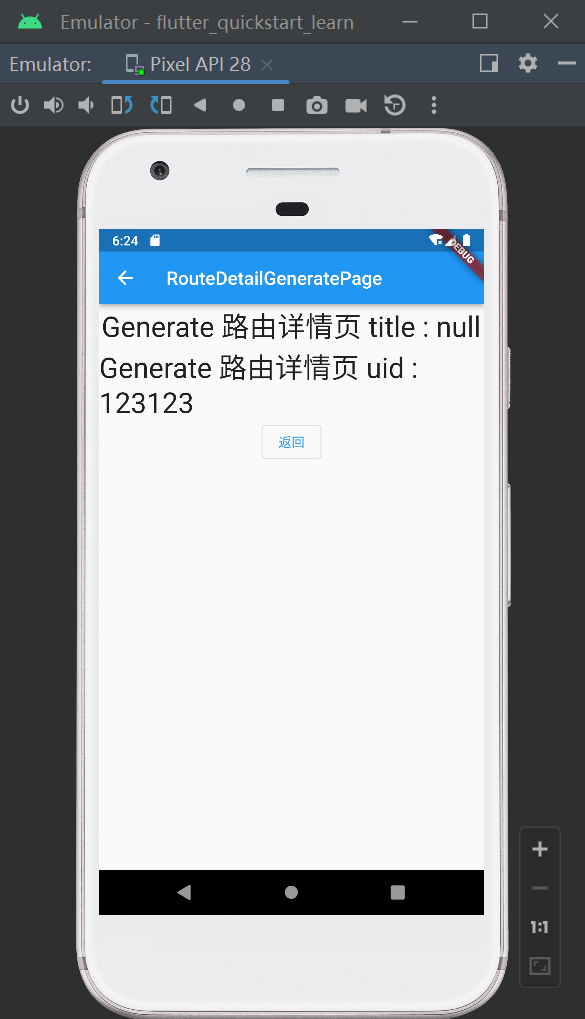 Emulator - flutter_quickstart_learn
Emulator: Pixel API 28
6:24
DEBUG
RouteDetailGeneratePage
Generate 路由详情页 title : null
Generate 路由详情页 uid :
123123
返回
1:1